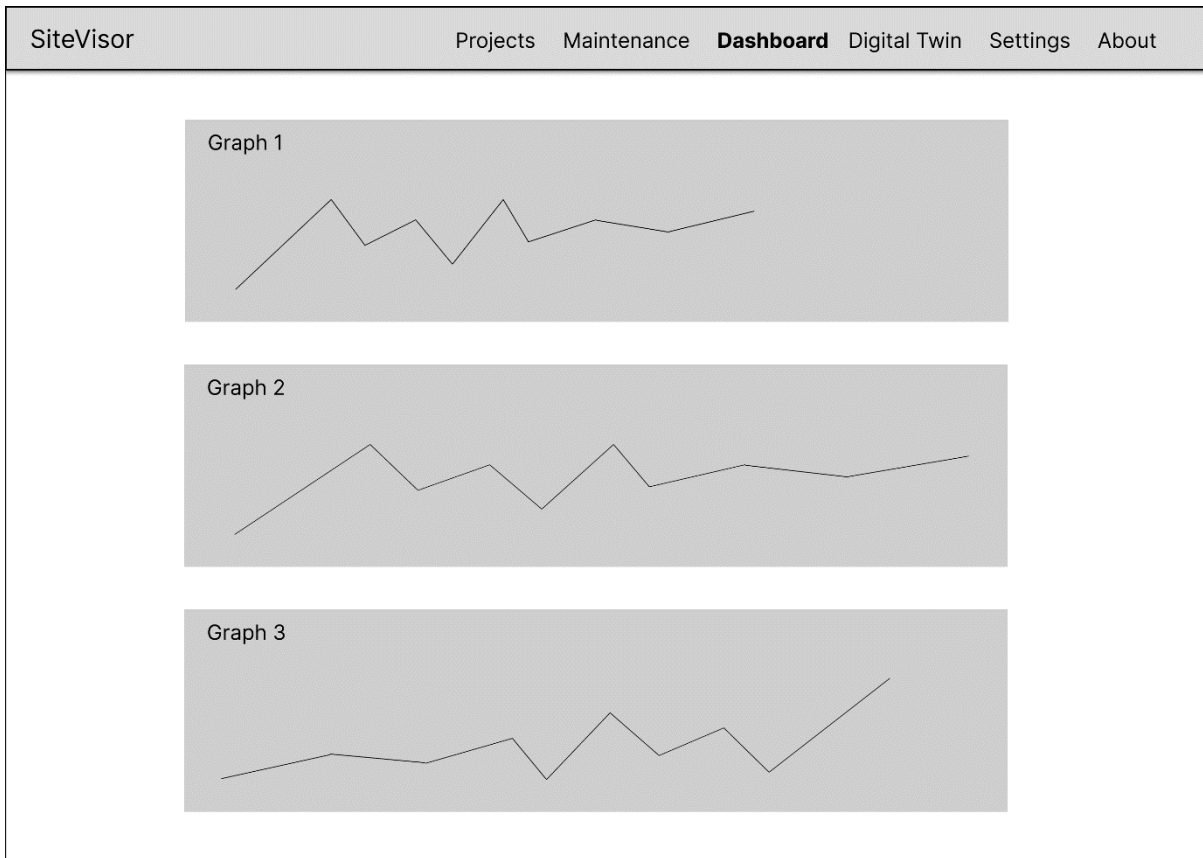 SiteVisor Projects Maintenance Dashboard Digital Twin Settings About
Graph 1
Graph 2
Graph 3